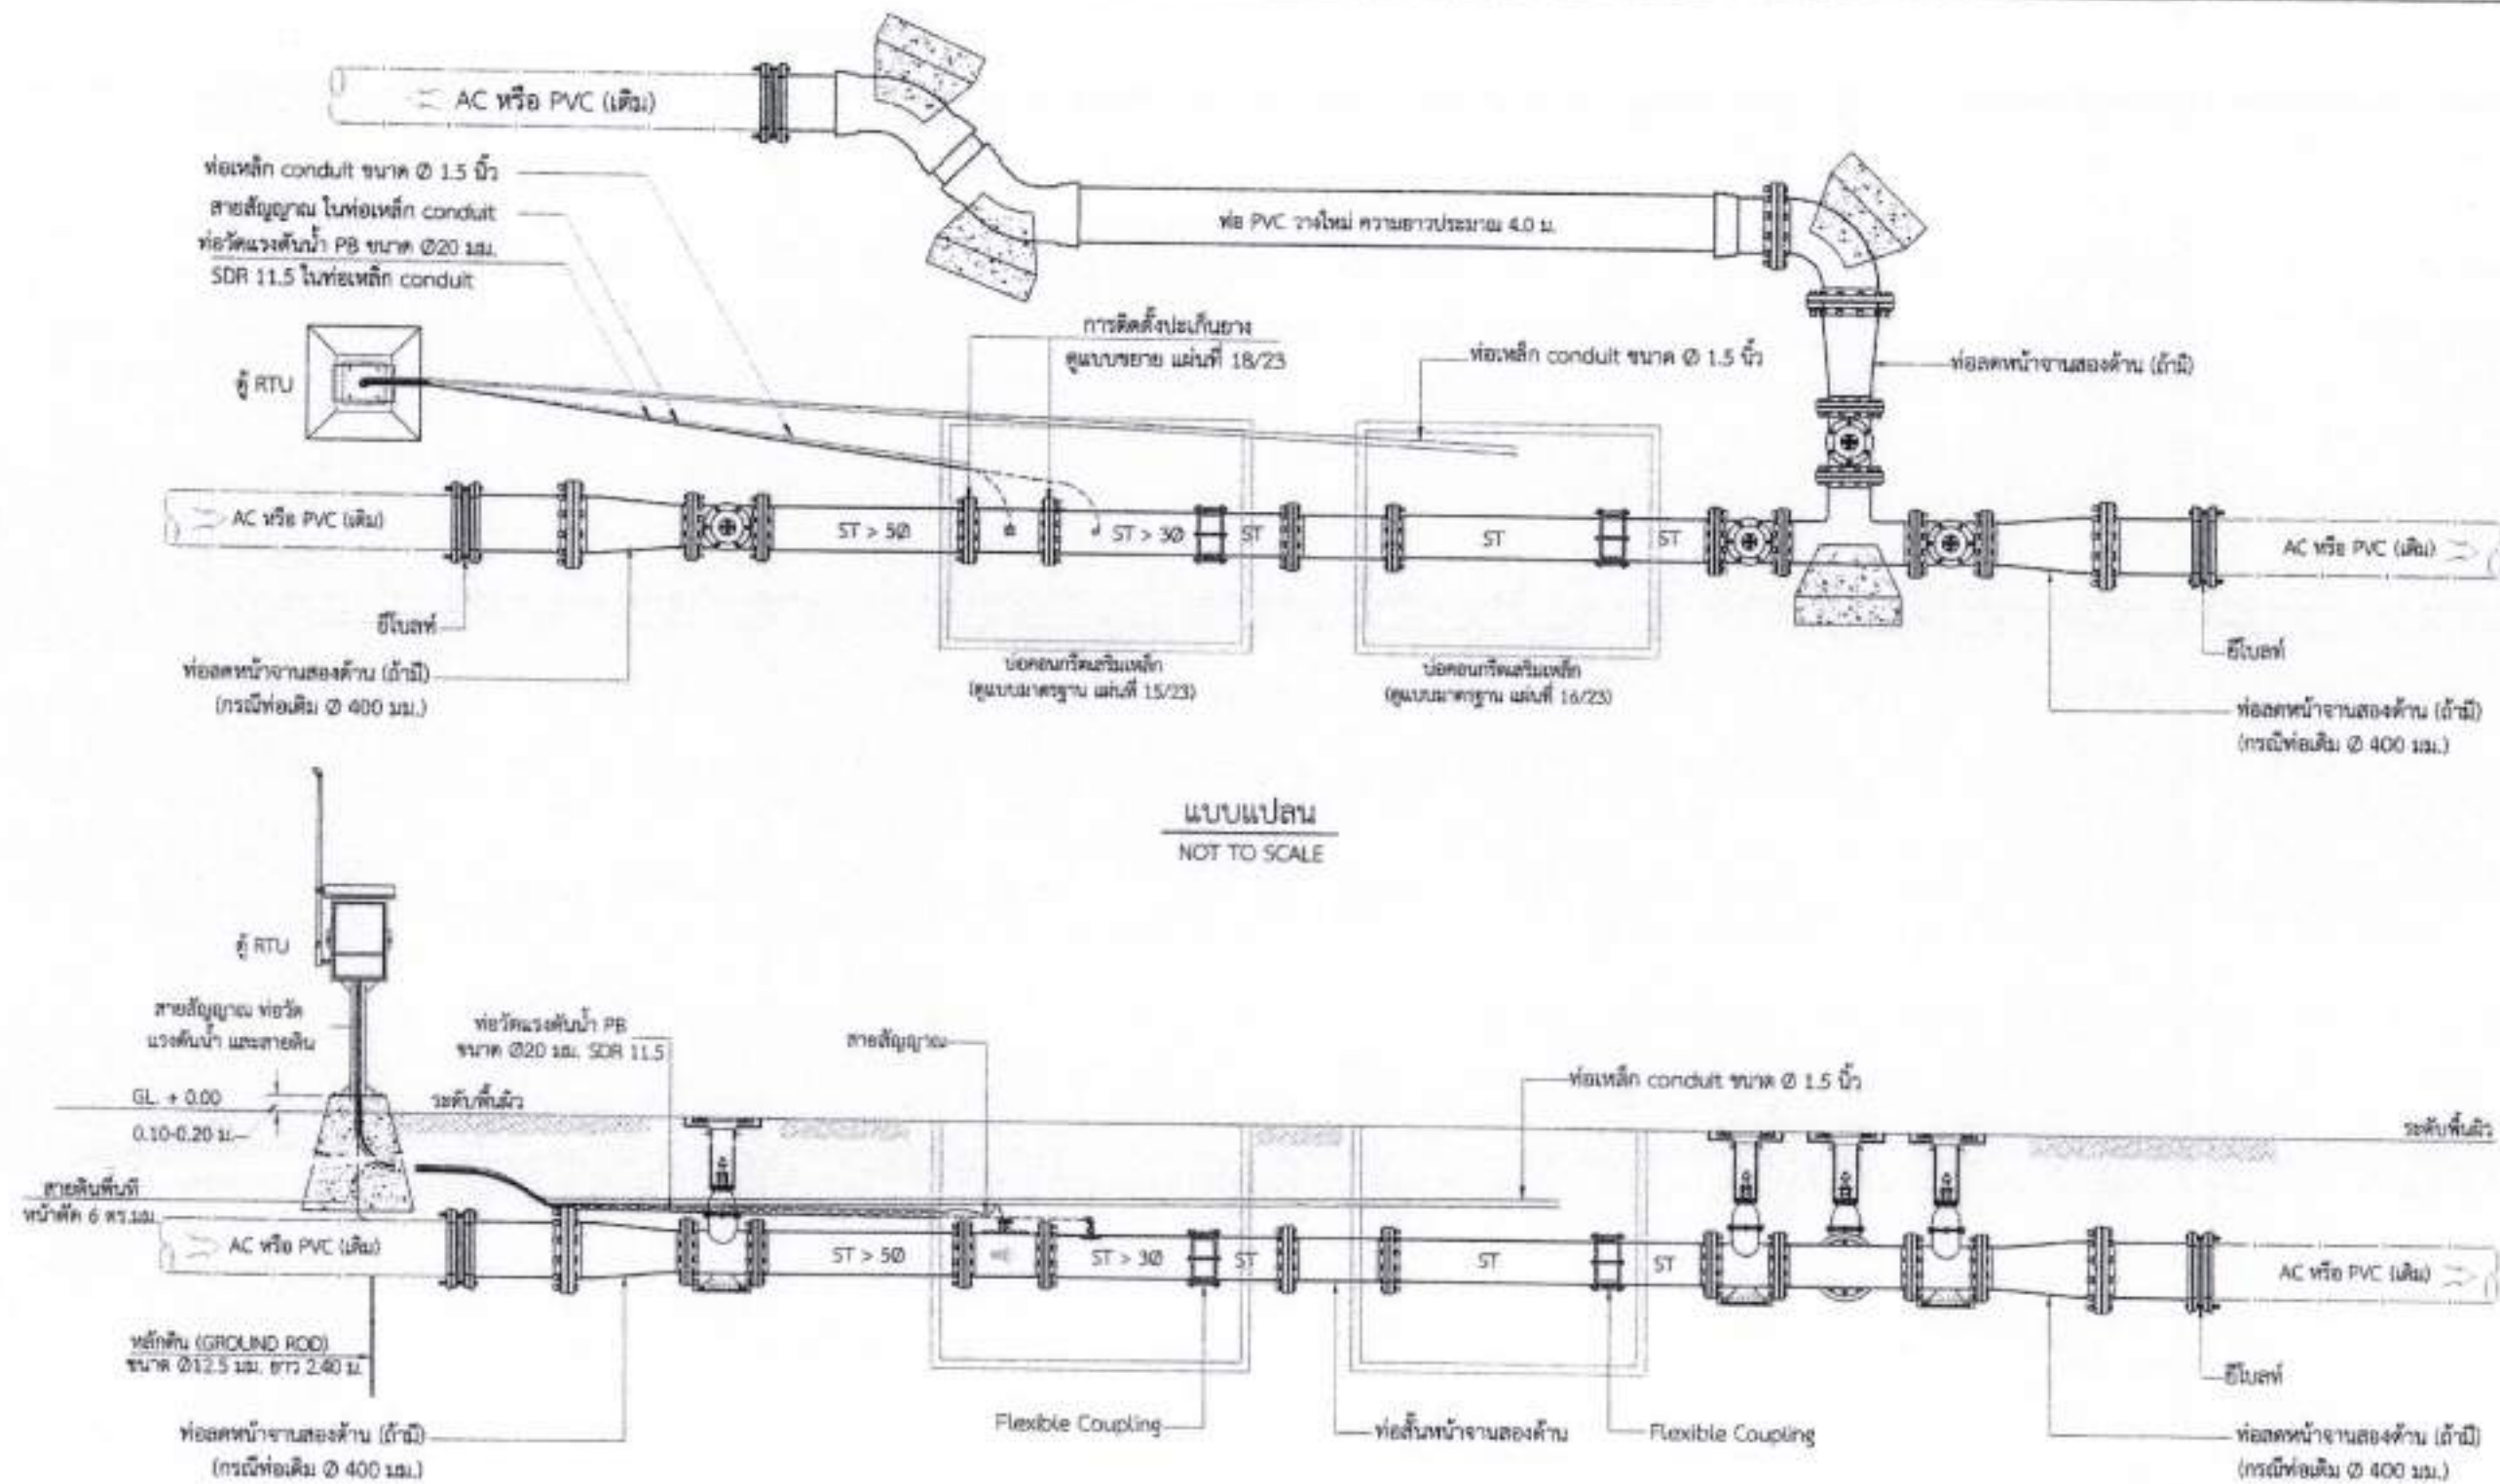 AC หรือ PVC (เดิม)
ท่อเหล็ก conduit ขนาด Ø 1.5 นิ้ว
สายสัญญาณ ในท่อเหล็ก conduit
ท่อวัดแรงดันน้ำ PB ขนาด Ø20 มม.
SDR 11.5 ในท่อเหล็ก conduit
ท่อ PVC วางใหม่ ความยาวประมาณ 4.0 ม.
การติดตั้งปะเก็นยาง
ดูแบบขยาย แผ่นที่ 18/23
ท่อเหล็ก conduit ขนาด Ø 1.5 นิ้ว
ท่อลดหน้าจานสองด้าน (ถ้ามี)
ตู้ RTU
AC หรือ PVC (เดิม)
ST > 5Ø
ST > 3Ø
ST
ST
ST
AC หรือ PVC (เดิม)
ยีโบลท์
ท่อลดหน้าจานสองด้าน (ถ้ามี)
(กรณีท่อเดิม Ø 400 มม.)
บ่อคอนกรีตเสริมเหล็ก
(ดูแบบมาตรฐาน แผ่นที่ 15/23)
บ่อคอนกรีตเสริมเหล็ก
(ดูแบบมาตรฐาน แผ่นที่ 16/23)
ยีโบลท์
ท่อลดหน้าจานสองด้าน (ถ้ามี)
(กรณีท่อเดิม Ø 400 มม.)
แบบแปลน
NOT TO SCALE
ตู้ RTU
สายสัญญาณ ท่อวัด
แรงดันน้ำ และสายดิน
ท่อวัดแรงดันน้ำ PB
ขนาด Ø20 มม. SDR 11.5
สายสัญญาณ
ท่อเหล็ก conduit ขนาด Ø 1.5 นิ้ว
GL. + 0.00
0.10-0.20 ม.
ระดับพื้นผิว
ระดับพื้นผิว
สายดินพื้นที่
หน้าตัด 6 ตร.มม.
AC หรือ PVC (เดิม)
ST > 5Ø
ST > 3Ø
ST
ST
ST
AC หรือ PVC (เดิม)
หลักดิน (GROUND ROD)
ขนาด Ø12.5 มม. ยาว 2.40 ม.
ท่อลดหน้าจานสองด้าน (ถ้ามี)
(กรณีท่อเดิม Ø 400 มม.)
Flexible Coupling
ท่อสั้นหน้าจานสองด้าน
Flexible Coupling
ยีโบลท์
ท่อลดหน้าจานสองด้าน (ถ้ามี)
(กรณีท่อเดิม Ø 400 มม.)